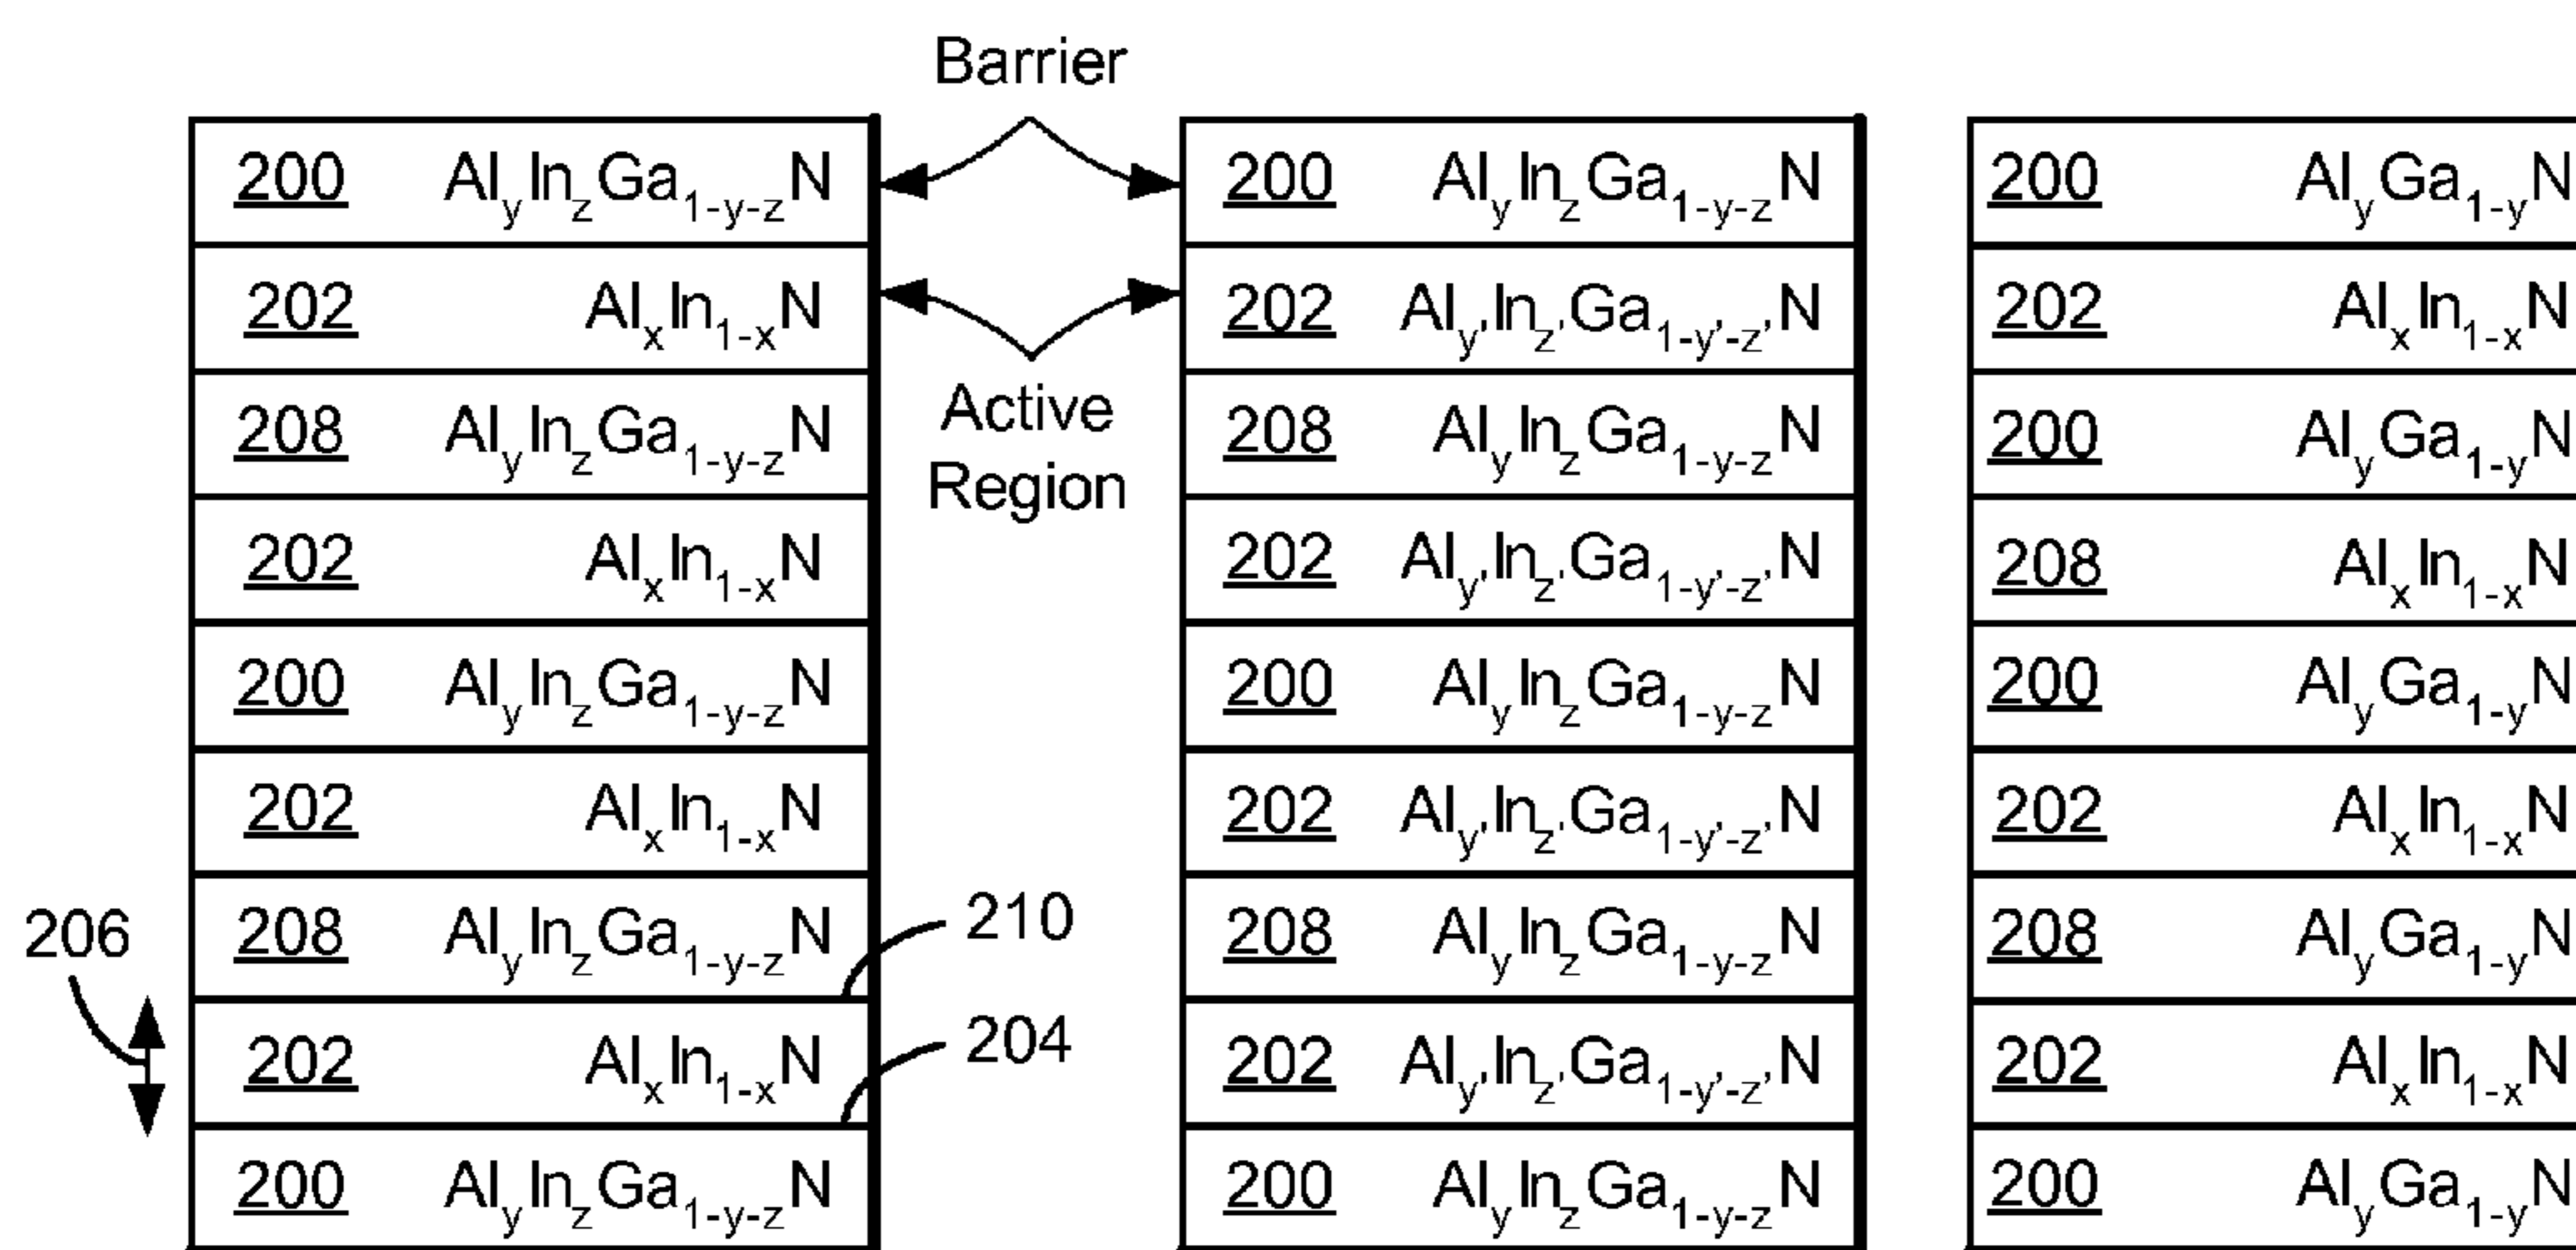 Barrier
200 AlyInzGa1-y-zN
202 AlxIn1-xN
208 AlyInzGa1-y-zN
202 AlxIn1-xN
200 AlyInzGa1-y-zN
202 AlxIn1-xN
208 AlyInzGa1-y-zN
202 AlxIn1-xN
200 AlyInzGa1-y-zN
206
210
204
Active
Region
200 AlyInzGa1-y-zN
202 Aly'Inz'Ga1-y'-z'N
208 AlyInzGa1-y-zN
202 Aly'Inz'Ga1-y'-z'N
200 AlyInzGa1-y-zN
202 Aly'Inz'Ga1-y'-z'N
208 AlyInzGa1-y-zN
202 Aly'Inz'Ga1-y'-z'N
200 AlyInzGa1-y-zN
200 AlyGa1-yN
202 AlxIn1-xN
200 AlyGa1-yN
208 AlxIn1-xN
200 AlyGa1-yN
202 AlxIn1-xN
208 AlyGa1-yN
202 AlxIn1-xN
200 AlyGa1-yN